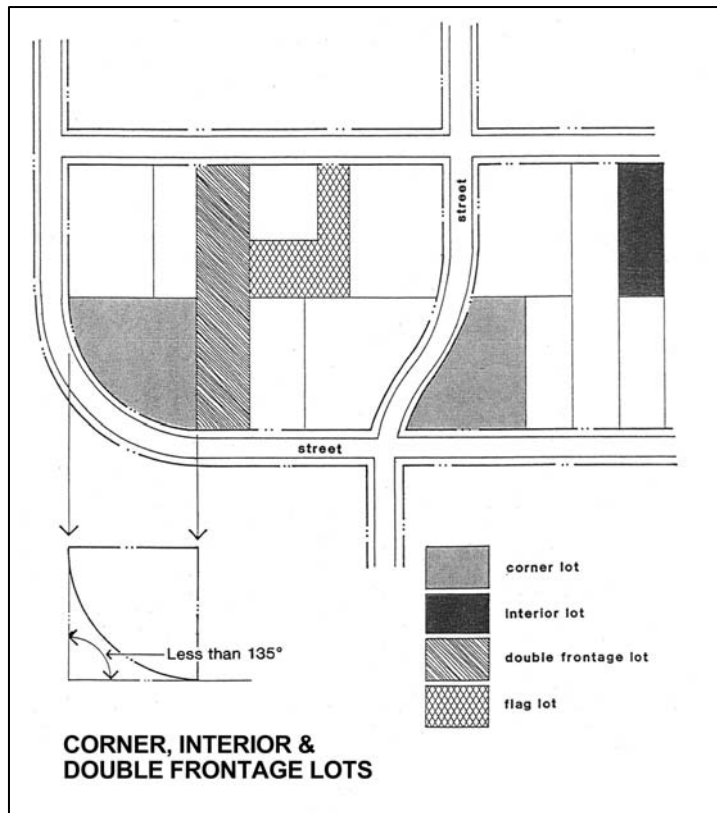 street
street
Less than 135°
corner lot
interior lot
double frontage lot
flag lot
CORNER, INTERIOR &
DOUBLE FRONTAGE LOTS